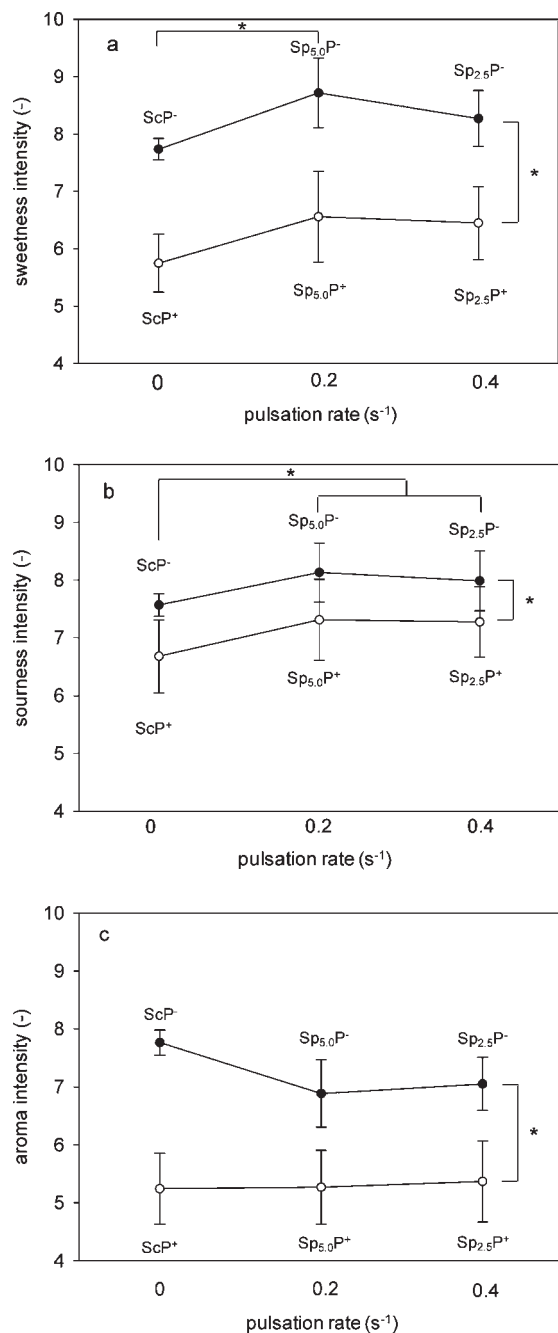 a
*
Sp5.0P-
Sp2.5P-
ScP-
*
ScP+
Sp5.0P+
Sp2.5P+
10
9
8
7
6
5
4
sweetness intensity (-)
0 0.2 0.4
pulsation rate (s-1)
b
*
Sp5.0P-
Sp2.5P-
ScP-
*
ScP+
Sp5.0P+
Sp2.5P+
10
9
8
7
6
5
4
sourness intensity (-)
0 0.2 0.4
pulsation rate (s-1)
c
ScP-
Sp5.0P-
Sp2.5P-
*
ScP+
Sp5.0P+
Sp2.5P+
10
9
8
7
6
5
4
aroma intensity (-)
0 0.2 0.4
pulsation rate (s-1)